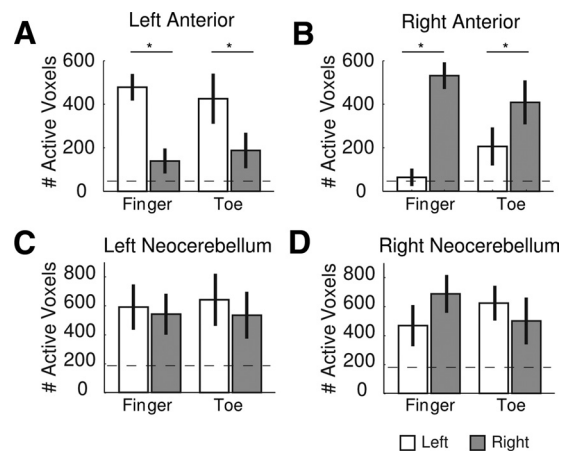 A
Left Anterior
# Active Voxels
600
400
200
0
*
*
Finger
Toe
B
Right Anterior
# Active Voxels
600
400
200
0
*
*
Finger
Toe
C
Left Neocerebellum
# Active Voxels
800
600
400
200
0
Finger
Toe
D
Right Neocerebellum
# Active Voxels
800
600
400
200
0
Finger
Toe
Left
Right